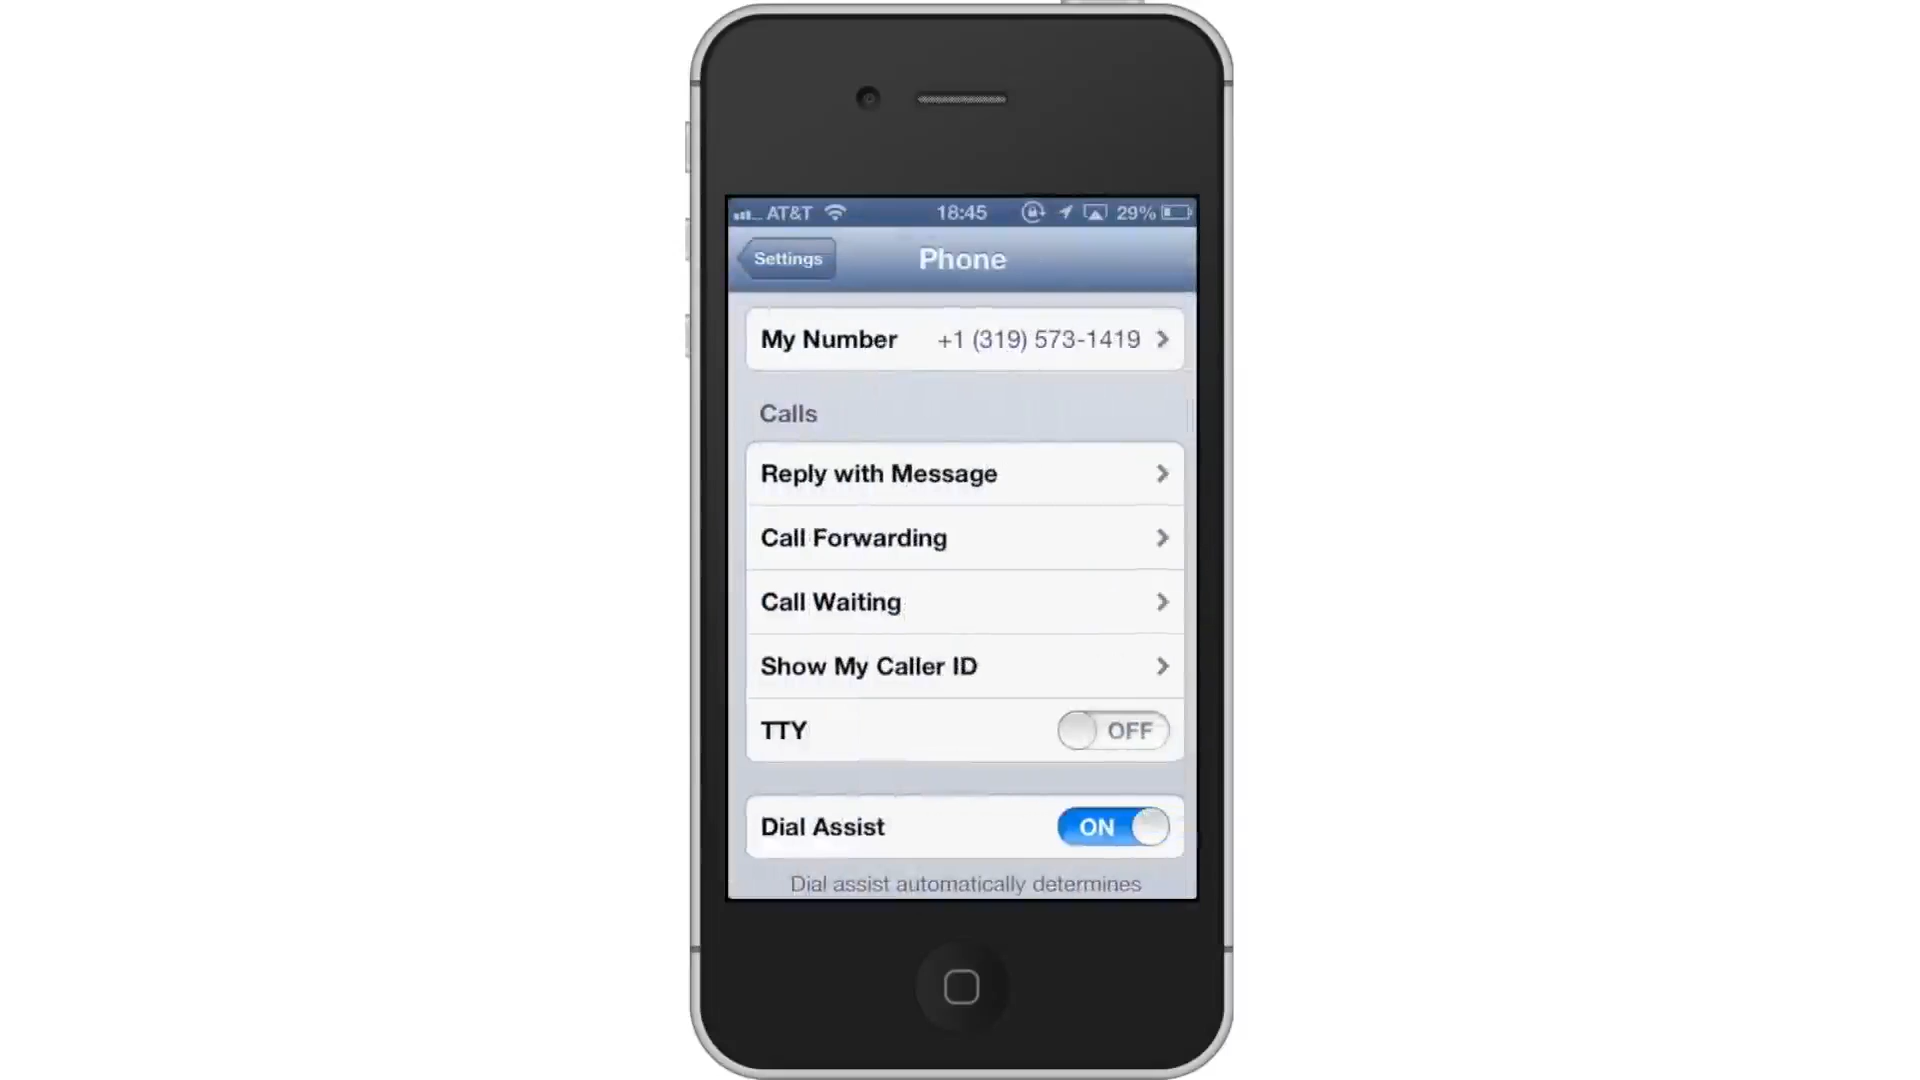 AT&T 18:45 29%
Settings Phone
My Number +1 (319) 573-1419
Calls
Reply with Message
Call Forwarding
Call Waiting
Show My Caller ID
TTY OFF
Dial Assist ON
Dial assist automatically determines